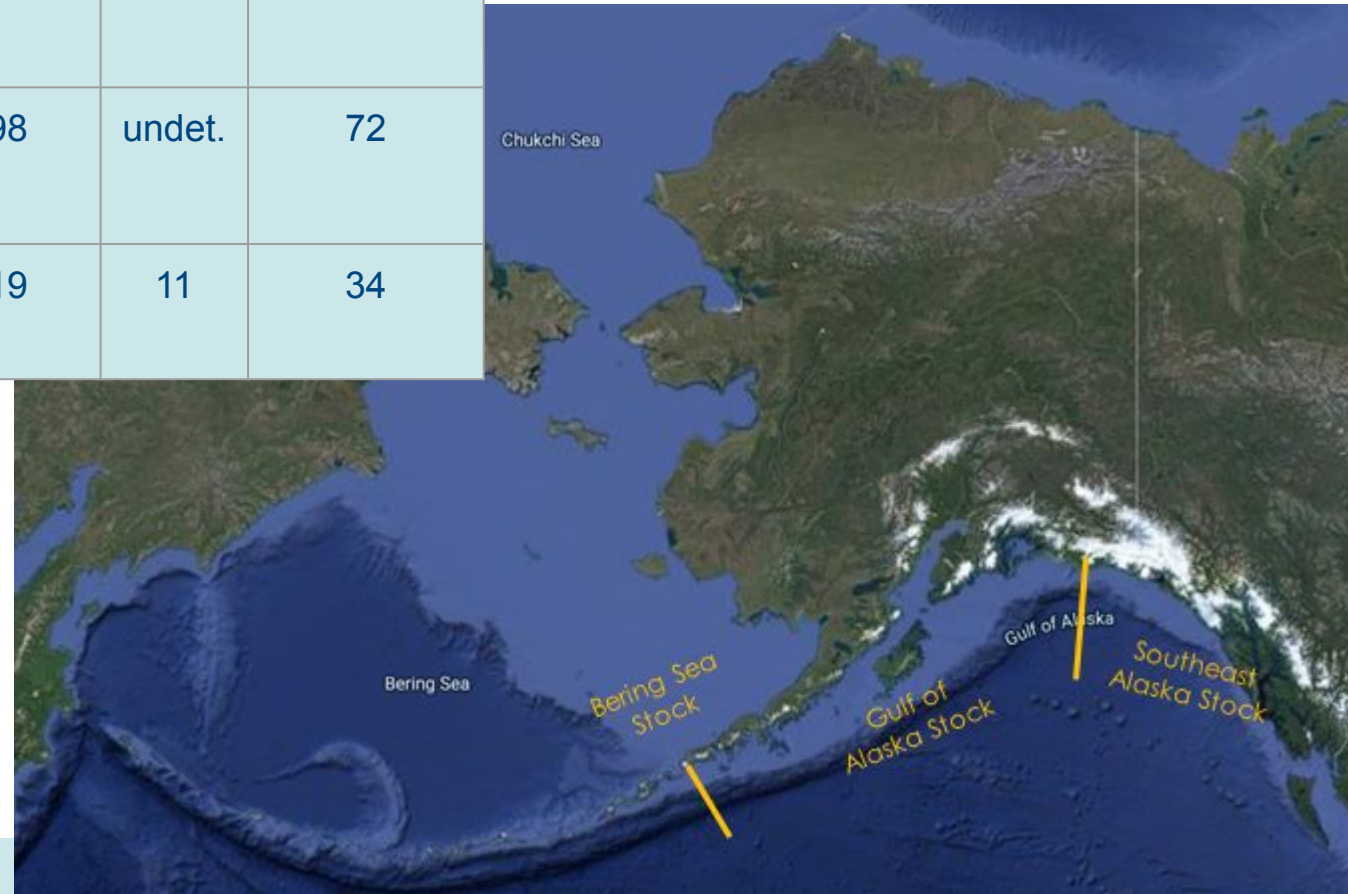 98 undet. 72
19 11 34
Chukchi Sea
Bering Sea
Bering Sea
Stock
Gulf of
Alaska Stock
Gulf of Alaska
Southeast
Alaska Stock